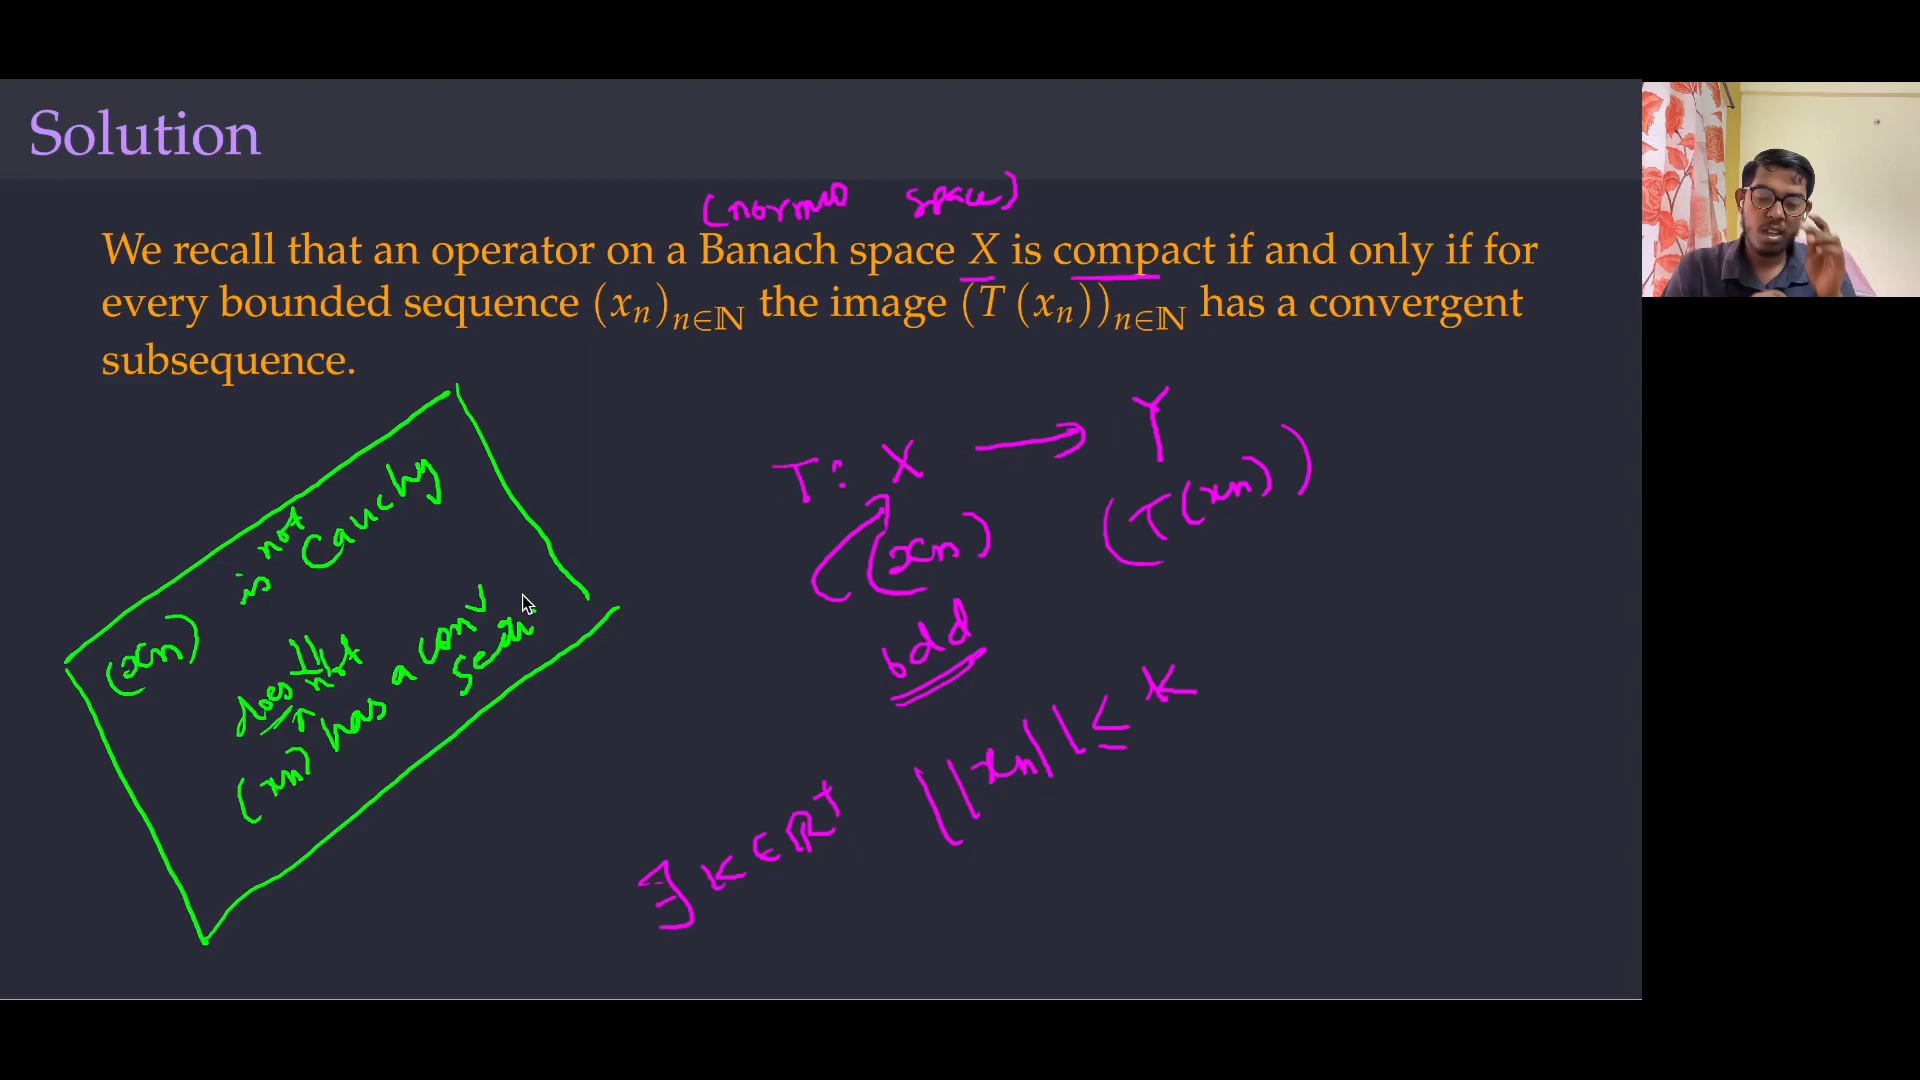 Solution
(normed space)
We recall that an operator on a Banach space X is compact if and only if for
every bounded sequence (xₙ)ₙ∈ℕ the image (T (xₙ))ₙ∈ℕ has a convergent
subsequence.
T: X → Y
(xn) (T(xn))
bdd
∃ K ∈ ℝ⁺ ||xn|| ≤ K
(xn) is not Cauchy
does not
(xn) has a conv